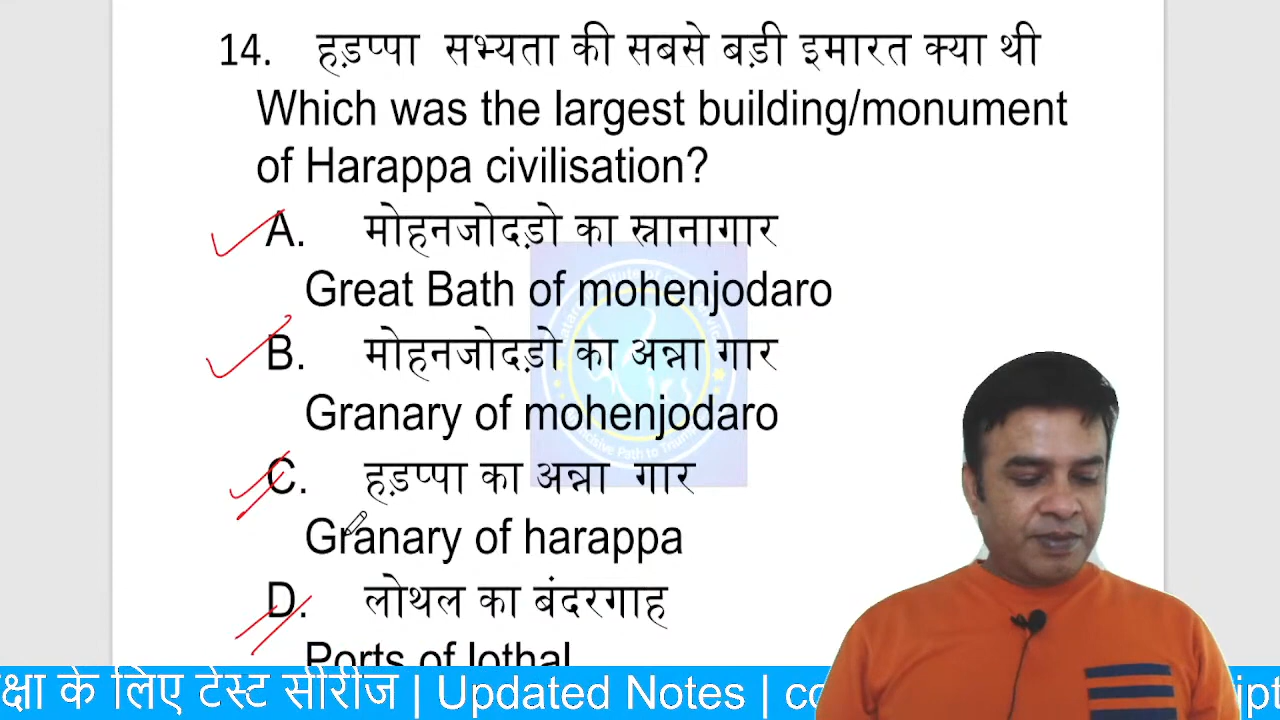 14. हड़प्पा सभ्यता की सबसे बड़ी इमारत क्या थी
Which was the largest building/monument
of Harappa civilisation?
A. मोहनजोदड़ो का स्नानागार
Great Bath of mohenjodaro
B. मोहनजोदड़ो का अन्ना गार
Granary of mohenjodaro
C. हड़प्पा का अन्ना गार
Granary of harappa
D. लोथल का बंदरगाह
Ports of lothal
के लिए टेस्ट सीरीज | Updated Notes |